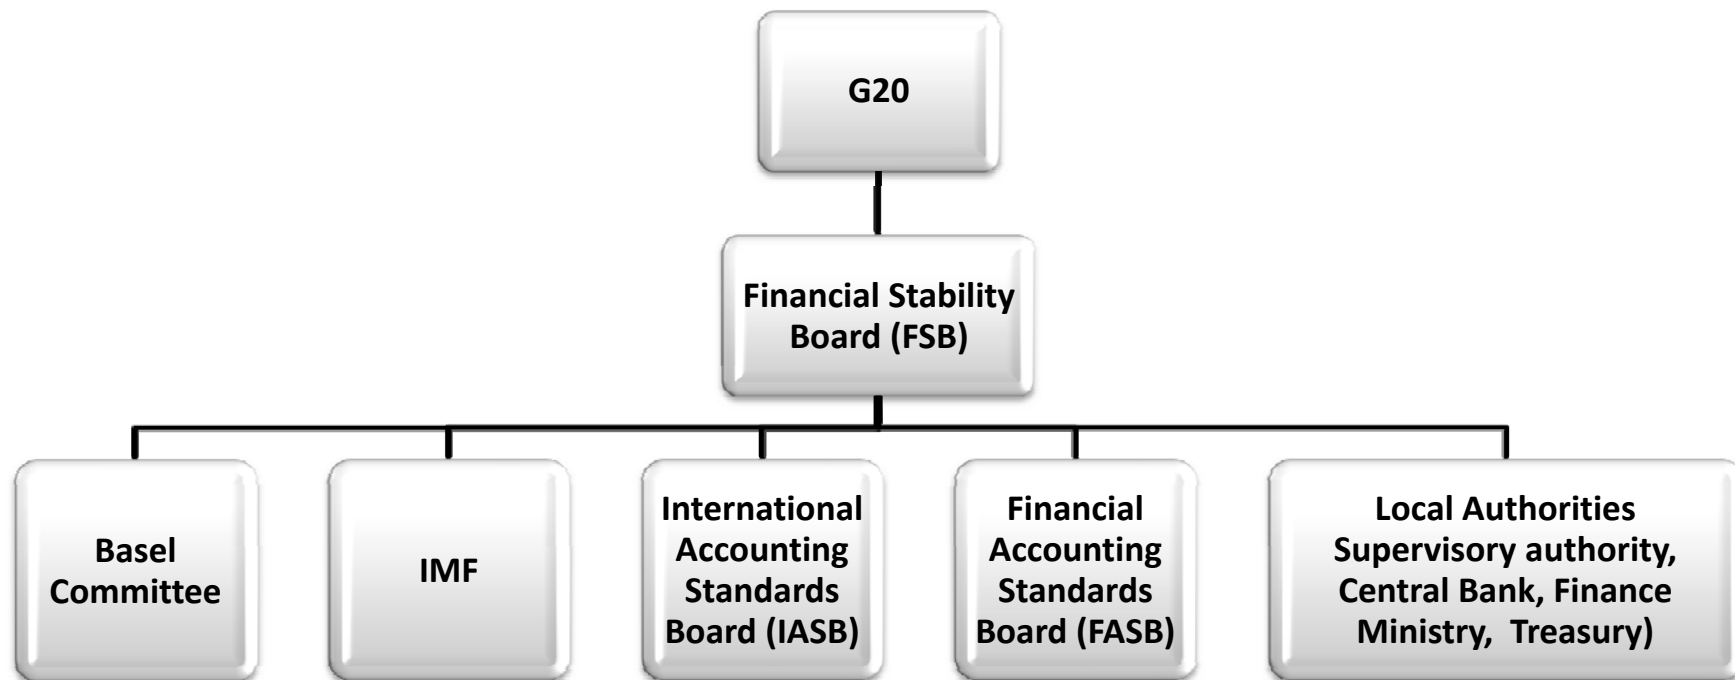 G20
Financial Stability
Board (FSB)
Basel
Committee
IMF
International
Accounting
Standards
Board (IASB)
Financial
Accounting
Standards
Board (FASB)
Local Authorities
Supervisory authority,
Central Bank, Finance
Ministry, Treasury)